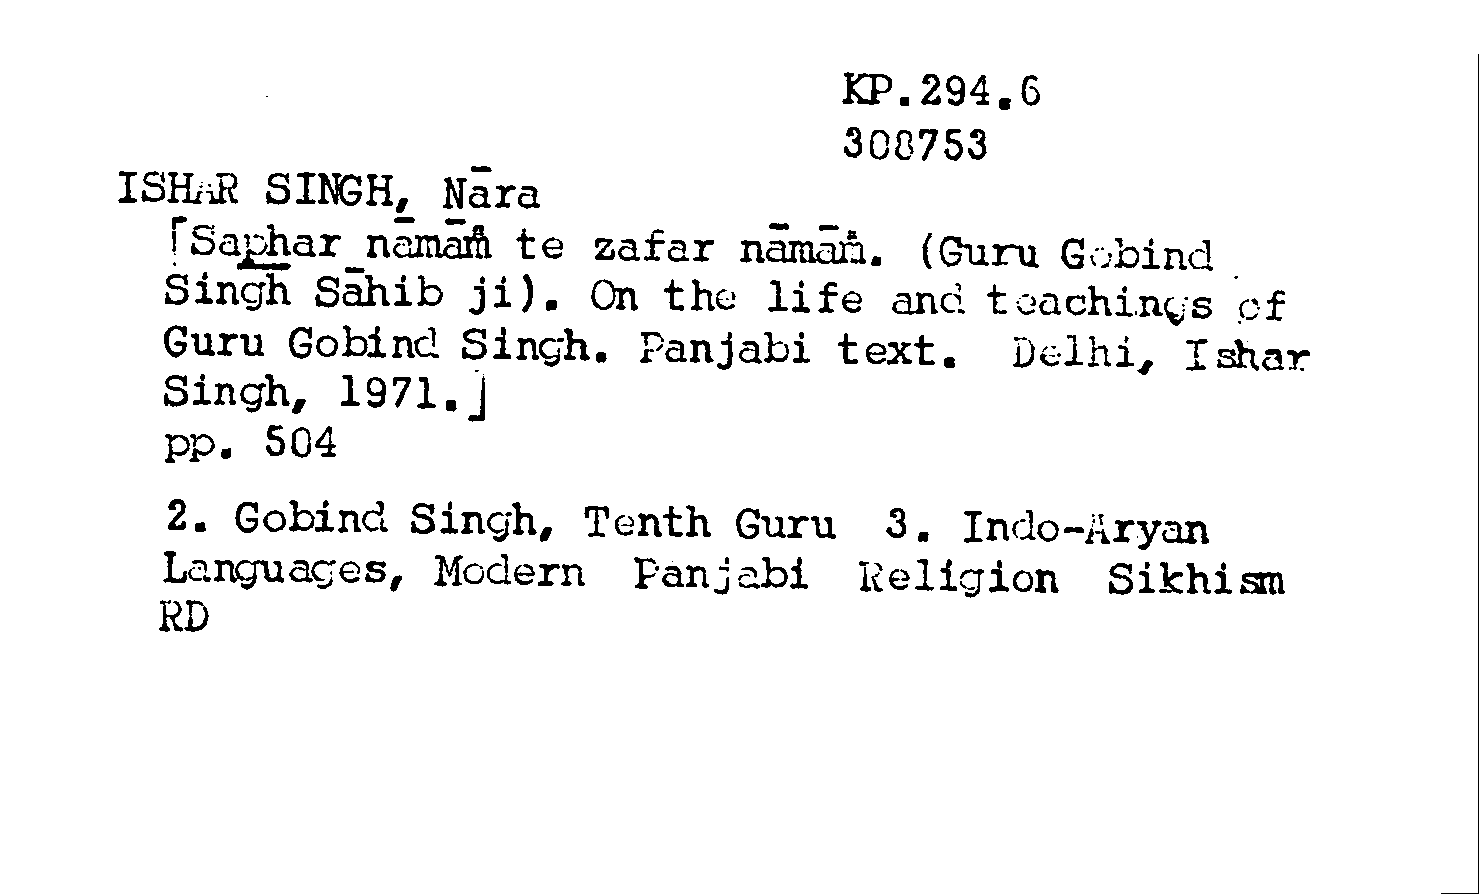 KP.294.6
308753
ISHAR SINGH, Nāra
[Saphar nāmāṁ te zafar nāmāṁ. (Guru Gobind
Singh Sāhib ji). On the life and teachings of
Guru Gobind Singh. Panjabi text. Delhi, Ishar
Singh, 1971.]
pp. 504
2. Gobind Singh, Tenth Guru 3. Indo-Aryan
Languages, Modern Panjabi Religion Sikhism
RD